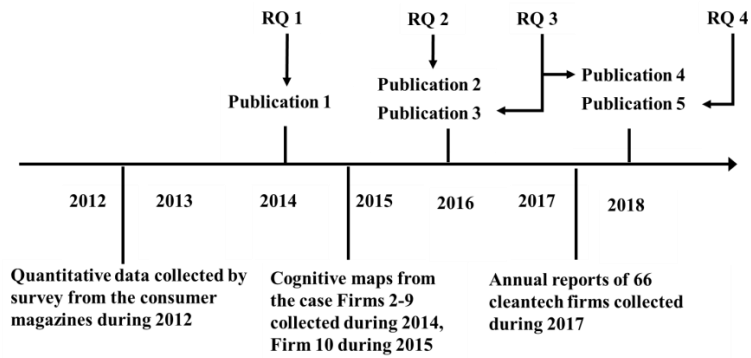 RQ 1
RQ 2
RQ 3
RQ 4
Publication 1
Publication 2
Publication 3
Publication 4
Publication 5
2012
2013
2014
2015
2016
2017
2018
Quantitative data collected by
survey from the consumer
magazines during 2012
Cognitive maps from
the case Firms 2-9
collected during 2014,
Firm 10 during 2015
Annual reports of 66
cleantech firms collected
during 2017